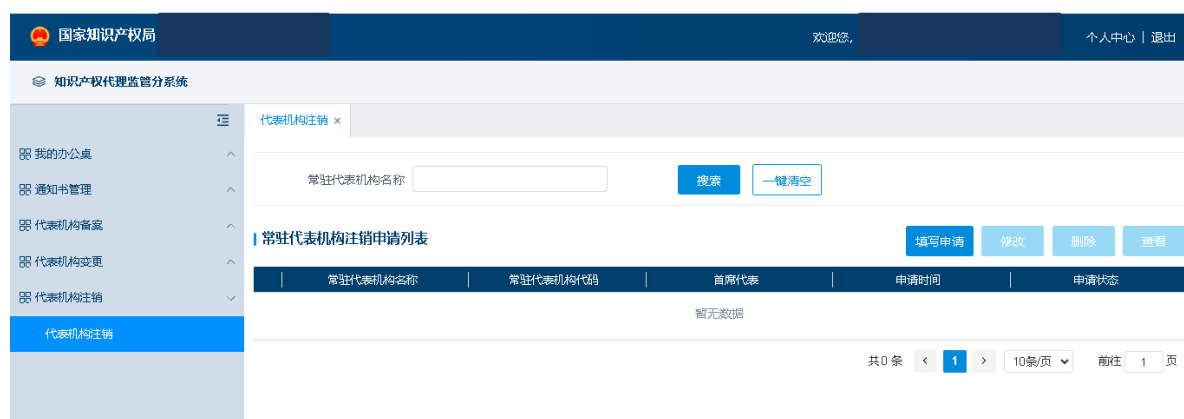 国家知识产权局
欢迎您,
个人中心 | 退出
知识产权代理监管分系统
代表机构注销 ×
我的办公桌
通知书管理
代表机构备案
代表机构变更
代表机构注销
代表机构注销
常驻代表机构名称
搜索
一键清空
常驻代表机构注销申请列表
填写申请
修改
删除
查看
常驻代表机构名称 常驻代表机构代码 首席代表 申请时间 申请状态
暂无数据
共0条 < 1 > 10条/页 前往 1 页